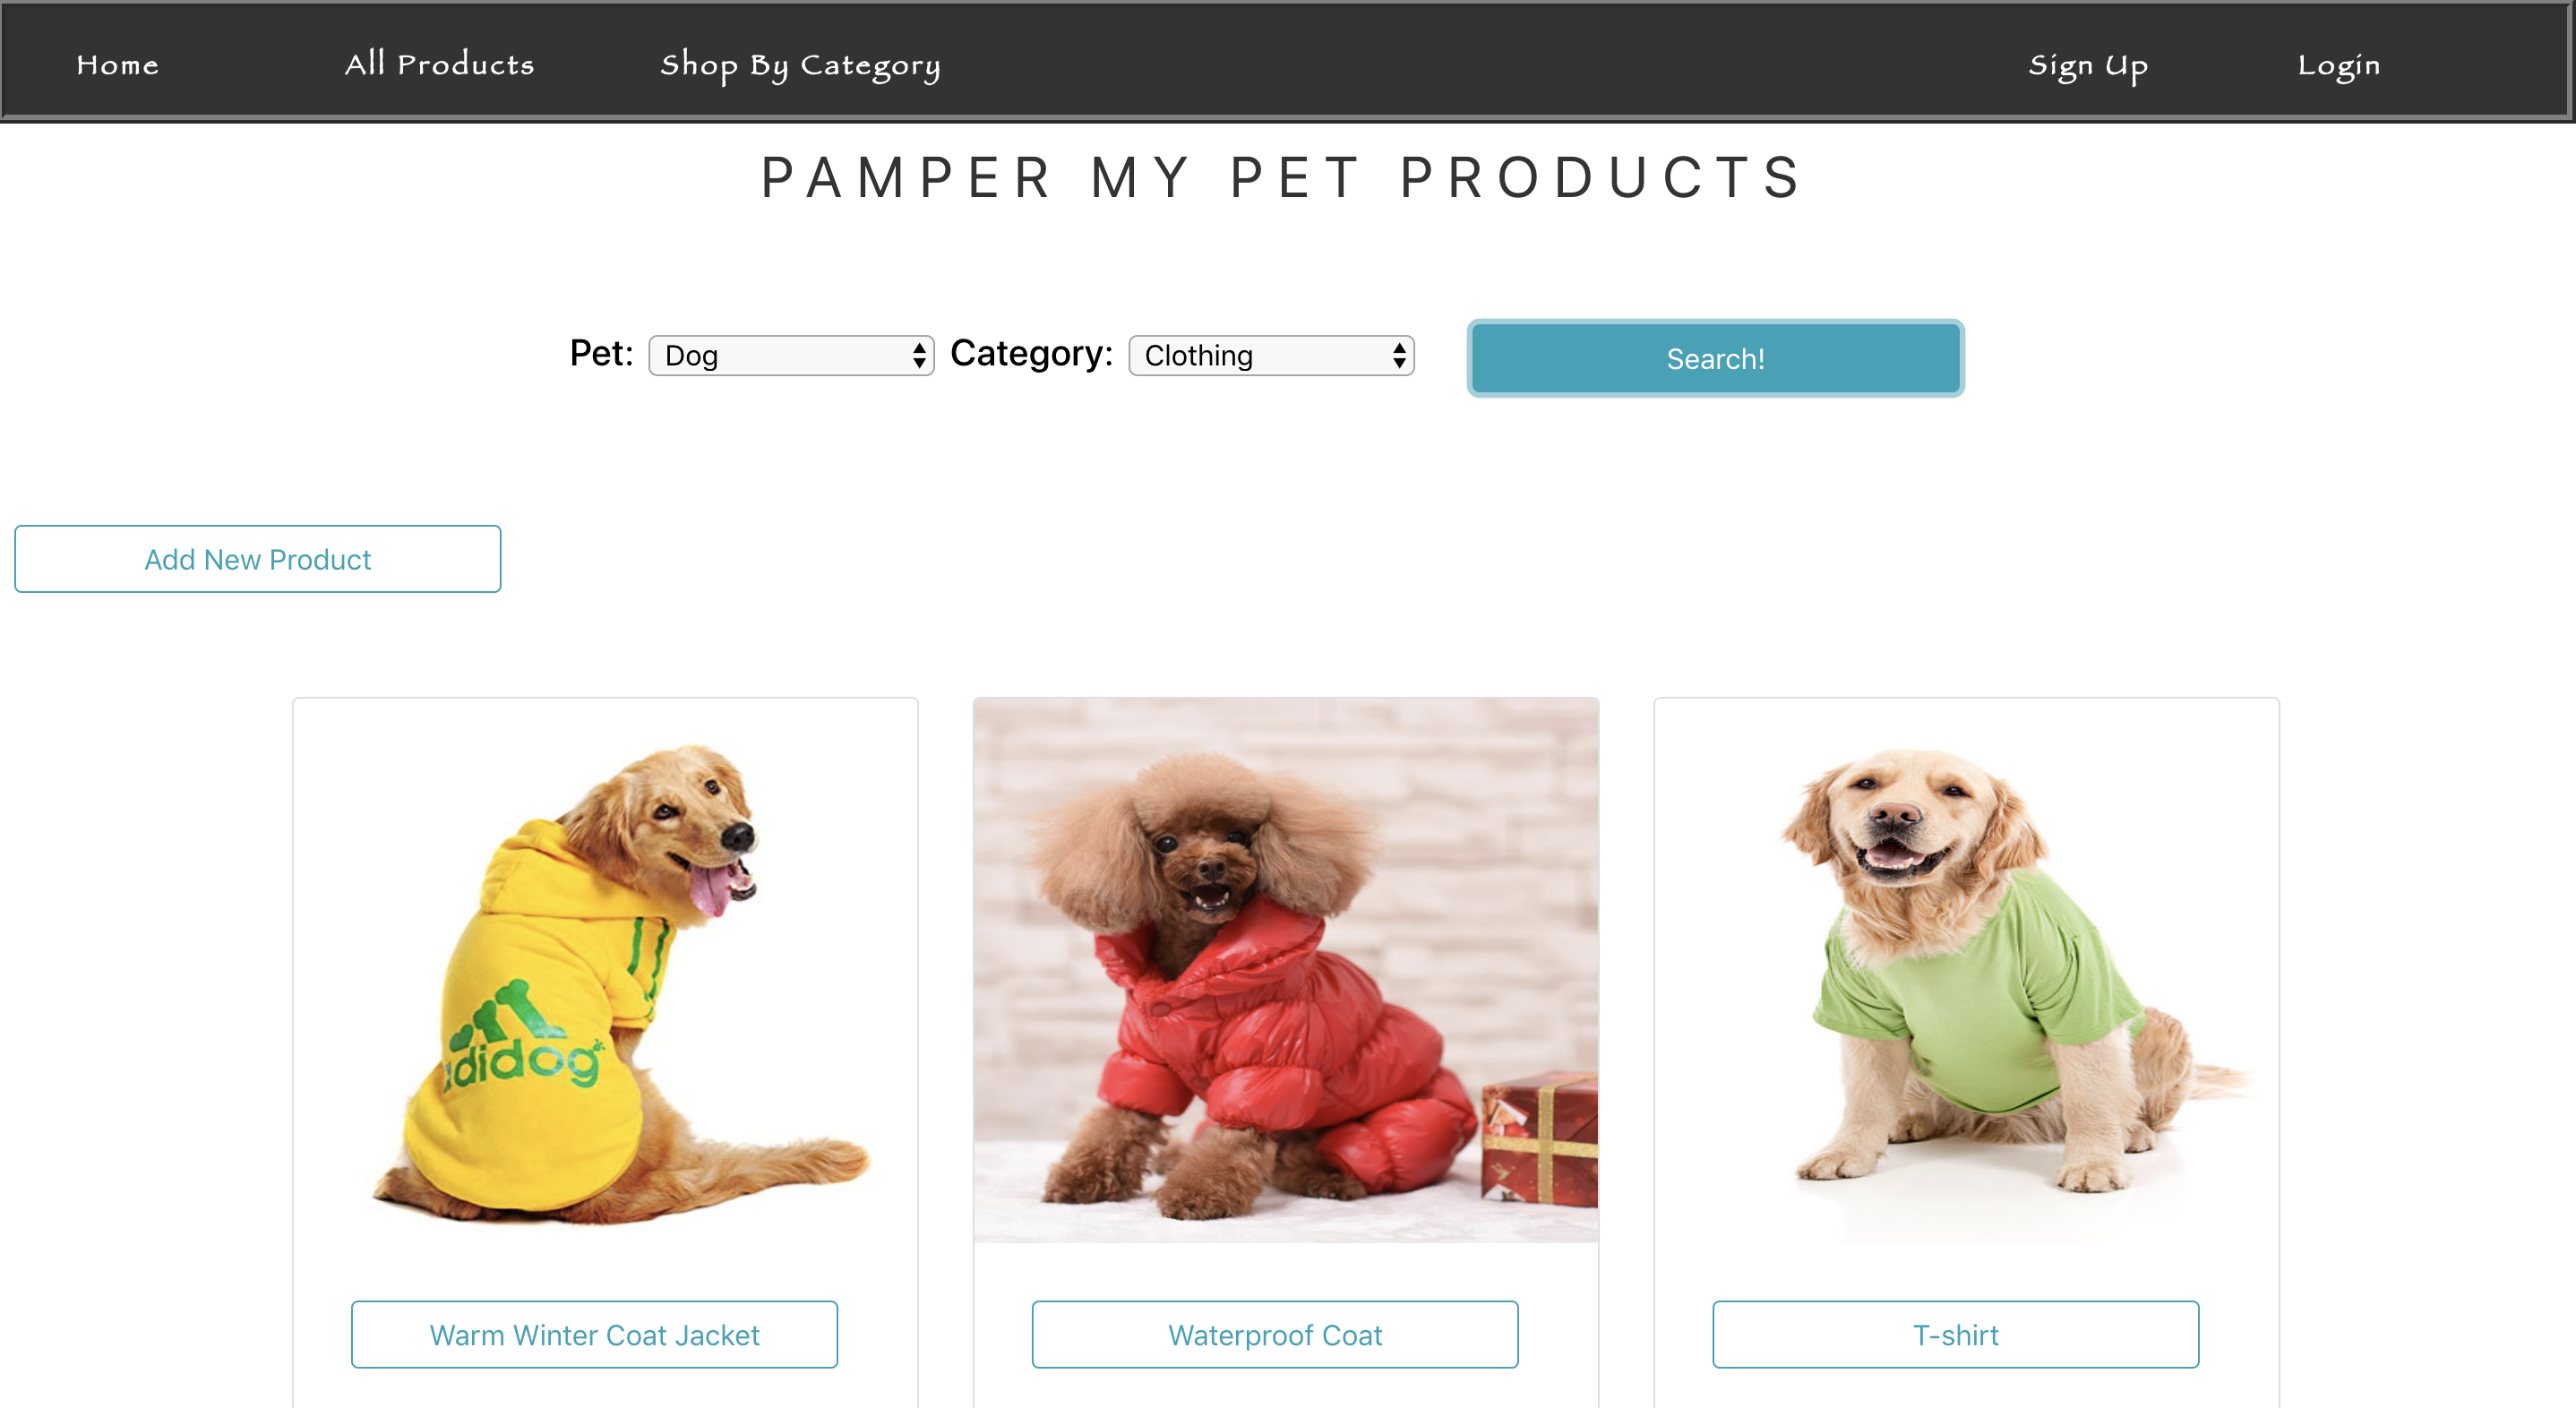 Home All Products Shop By Category Sign Up Login
PAMPER MY PET PRODUCTS
Pet: Dog Category: Clothing Search!
Add New Product
didog
Warm Winter Coat Jacket Waterproof Coat T-shirt